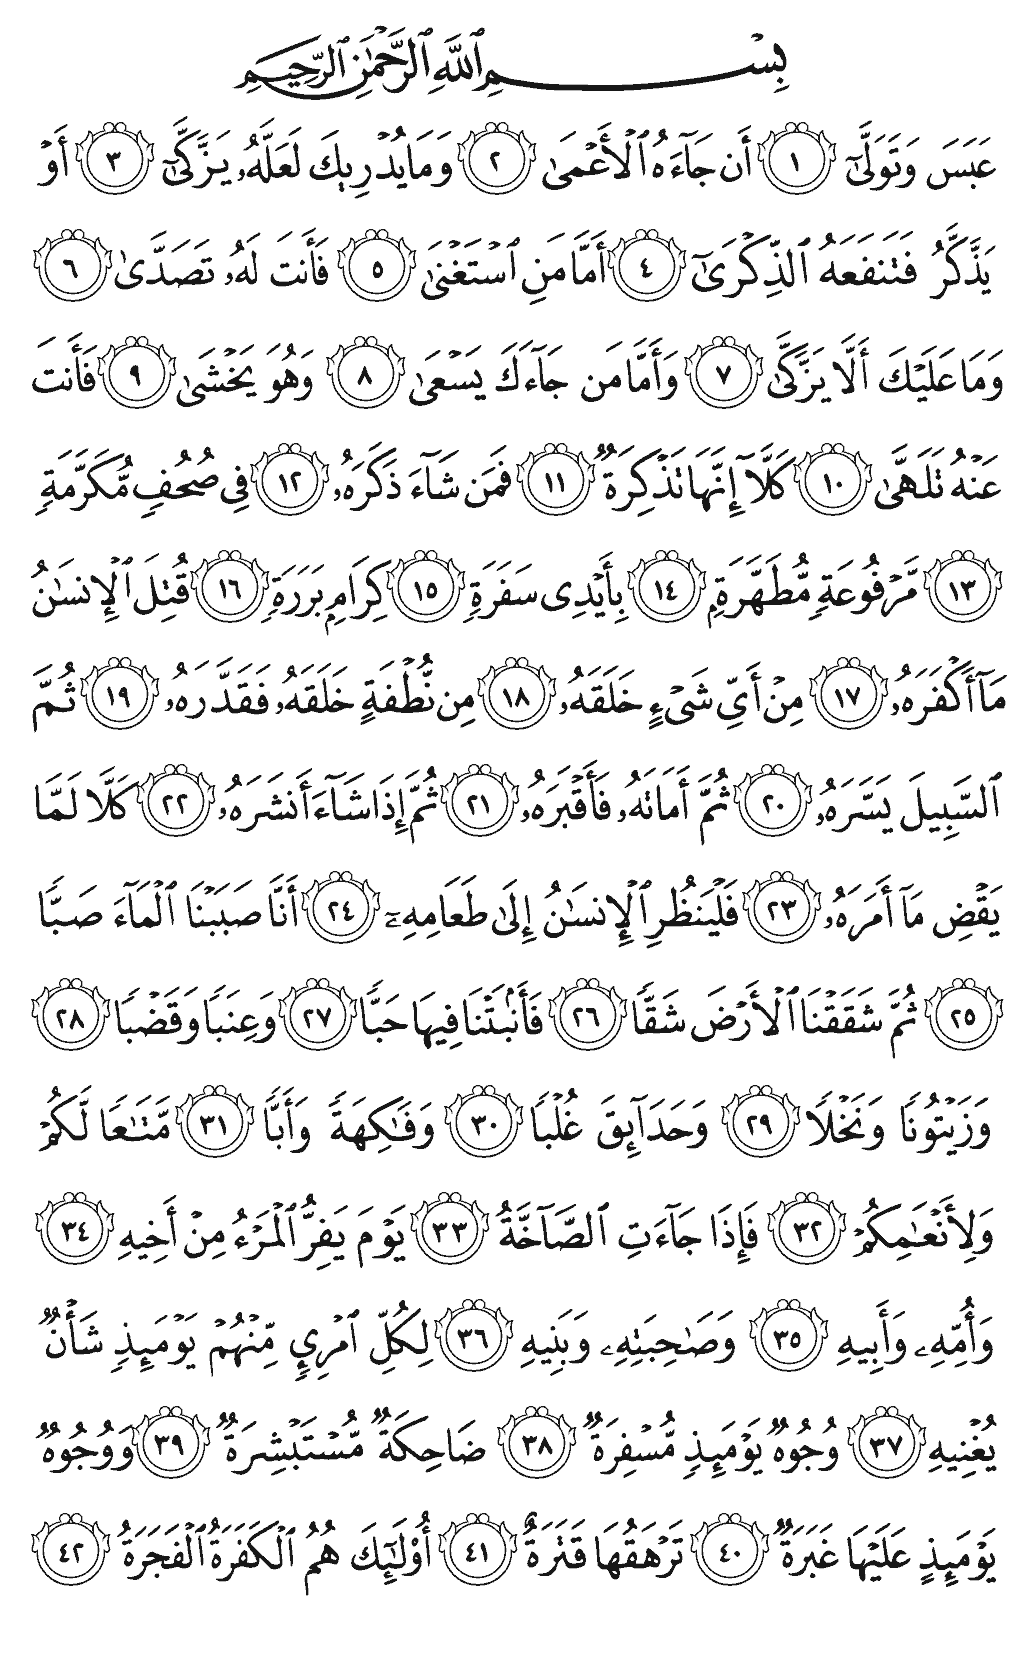 بِسْمِ ٱللَّهِ ٱلرَّحْمَٰنِ ٱلرَّحِيمِ
عَبَسَ وَتَوَلَّىٰٓ ١ أَن جَآءَهُ ٱلْأَعْمَىٰ ٢ وَمَا يُدْرِيكَ لَعَلَّهُۥ يَزَّكَّىٰٓ ٣ أَوْ
يَذَّكَّرُ فَتَنفَعَهُ ٱلذِّكْرَىٰٓ ٤ أَمَّا مَنِ ٱسْتَغْنَىٰ ٥ فَأَنتَ لَهُۥ تَصَدَّىٰ ٦
وَمَا عَلَيْكَ أَلَّا يَزَّكَّىٰ ٧ وَأَمَّا مَن جَآءَكَ يَسْعَىٰ ٨ وَهُوَ يَخْشَىٰ ٩ فَأَنتَ
عَنْهُ تَلَهَّىٰ ١٠ كَلَّآ إِنَّهَا تَذْكِرَةٌ ١١ فَمَن شَآءَ ذَكَرَهُۥ ١٢ فِى صُحُفٍ مُّكَرَّمَةٍ
١٣ مَّرْفُوعَةٍ مُّطَهَّرَةٍۭ ١٤ بِأَيْدِى سَفَرَةٍ ١٥ كِرَامٍۭ بَرَرَةٍ ١٦ قُتِلَ ٱلْإِنسَٰنُ
مَآ أَكْفَرَهُۥ ١٧ مِنْ أَىِّ شَىْءٍ خَلَقَهُۥ ١٨ مِن نُّطْفَةٍ خَلَقَهُۥ فَقَدَّرَهُۥ ١٩ ثُمَّ
ٱلسَّبِيلَ يَسَّرَهُۥ ٢٠ ثُمَّ أَمَاتَهُۥ فَأَقْبَرَهُۥ ٢١ ثُمَّ إِذَا شَآءَ أَنشَرَهُۥ ٢٢ كَلَّا لَمَّا
يَقْضِ مَآ أَمَرَهُۥ ٢٣ فَلْيَنظُرِ ٱلْإِنسَٰنُ إِلَىٰ طَعَامِهِۦٓ ٢٤ أَنَّا صَبَبْنَا ٱلْمَآءَ صَبًّا
٢٥ ثُمَّ شَقَقْنَا ٱلْأَرْضَ شَقًّا ٢٦ فَأَنۢبَتْنَا فِيهَا حَبًّا ٢٧ وَعِنَبًا وَقَضْبًا ٢٨
وَزَيْتُونًا وَنَخْلًا ٢٩ وَحَدَآئِقَ غُلْبًا ٣٠ وَفَٰكِهَةً وَأَبًّا ٣١ مَّتَٰعًا لَّكُمْ
وَلِأَنْعَٰمِكُمْ ٣٢ فَإِذَا جَآءَتِ ٱلصَّآخَّةُ ٣٣ يَوْمَ يَفِرُّ ٱلْمَرْءُ مِنْ أَخِيهِ ٣٤
وَأُمِّهِۦ وَأَبِيهِ ٣٥ وَصَٰحِبَتِهِۦ وَبَنِيهِ ٣٦ لِكُلِّ ٱمْرِئٍ مِّنْهُمْ يَوْمَئِذٍ شَأْنٌ
يُغْنِيهِ ٣٧ وُجُوهٌ يَوْمَئِذٍ مُّسْفِرَةٌ ٣٨ ضَاحِكَةٌ مُّسْتَبْشِرَةٌ ٣٩ وَوُجُوهٌ
يَوْمَئِذٍ عَلَيْهَا غَبَرَةٌ ٤٠ تَرْهَقُهَا قَتَرَةٌ ٤١ أُو۟لَٰٓئِكَ هُمُ ٱلْكَفَرَةُ ٱلْفَجَرَةُ ٤٢